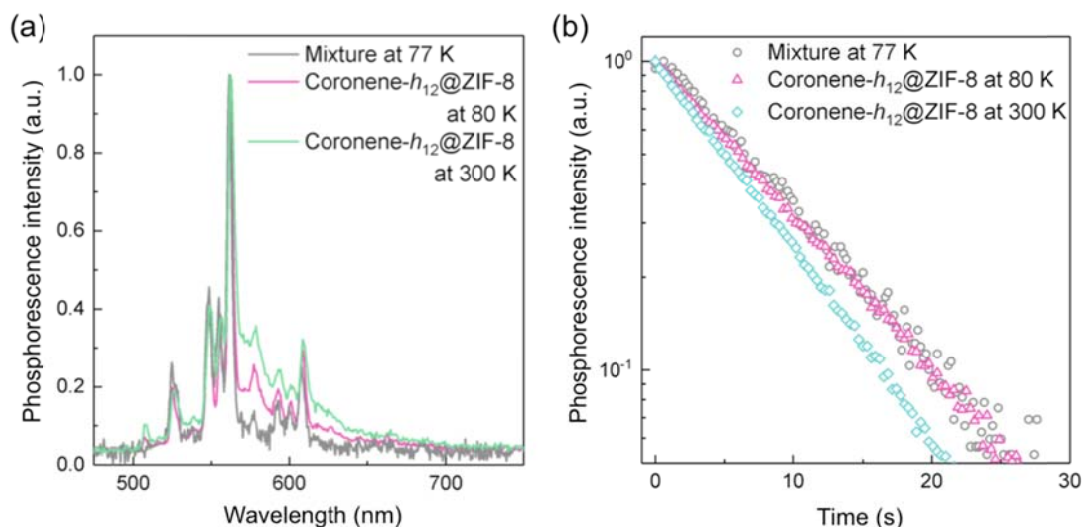 (a)
Phosphorescence intensity (a.u.)
1.0
0.8
0.6
0.4
0.2
0.0
Mixture at 77 K
Coronene-h12@ZIF-8
at 80 K
Coronene-h12@ZIF-8
at 300 K
500
600
700
Wavelength (nm)
(b)
Phosphorescence intensity (a.u.)
10^0
10^-1
Mixture at 77 K
Coronene-h12@ZIF-8 at 80 K
Coronene-h12@ZIF-8 at 300 K
0
10
20
30
Time (s)